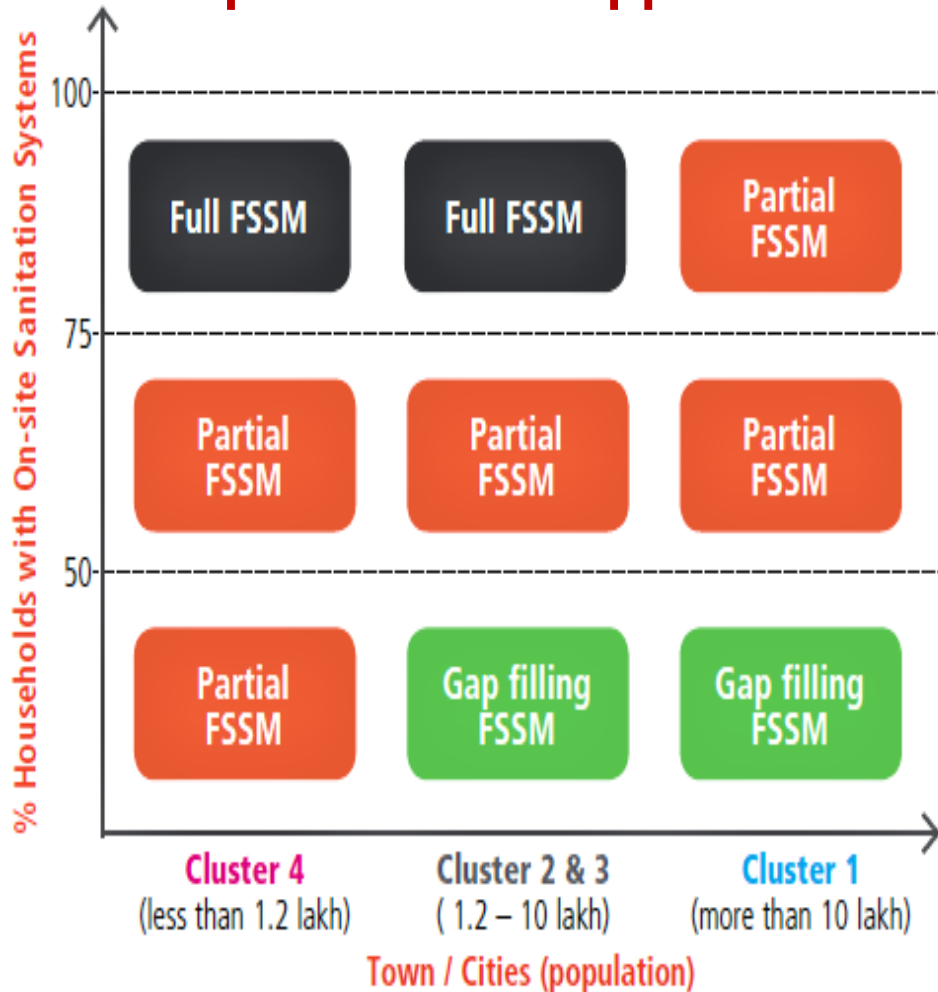 % Households with On-site Sanitation Systems
100
Full FSSM
Full FSSM
Partial
FSSM
75
Partial
FSSM
Partial
FSSM
Partial
FSSM
50
Partial
FSSM
Gap filling
FSSM
Gap filling
FSSM
Cluster 4
(less than 1.2 lakh)
Cluster 2 & 3
( 1.2 – 10 lakh)
Cluster 1
(more than 10 lakh)
Town / Cities (population)